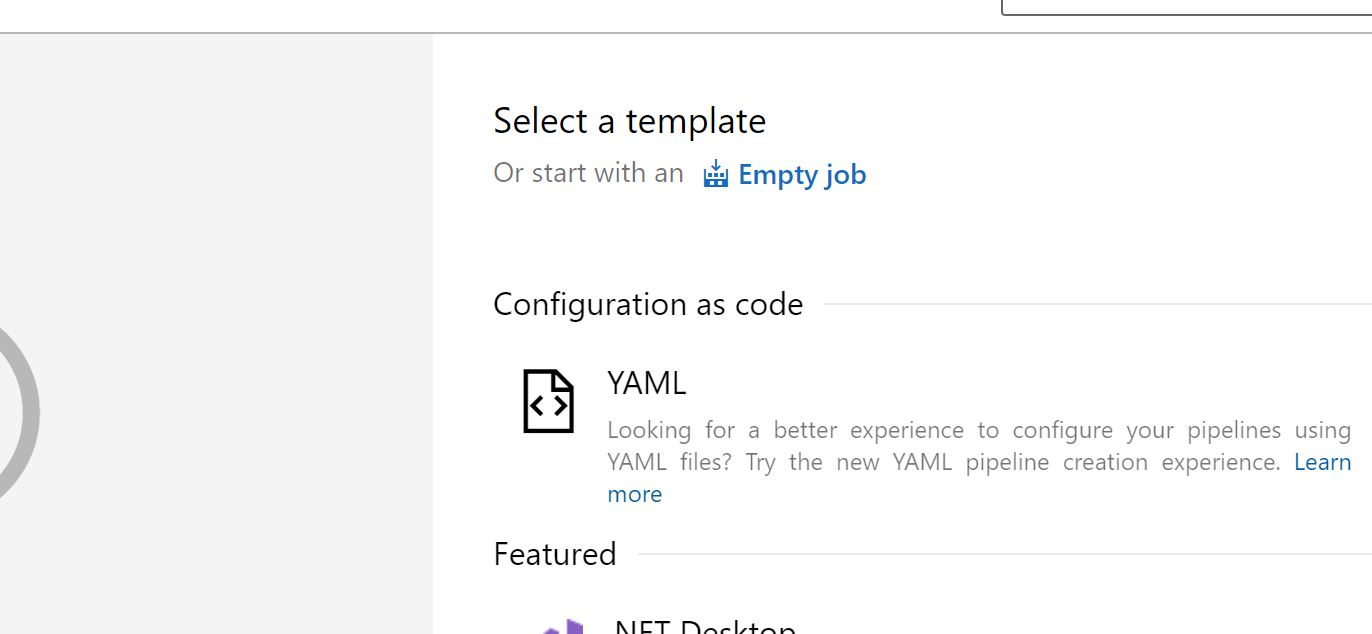 Select a template
Or start with an Empty job
Configuration as code
YAML
Looking for a better experience to configure your pipelines using
YAML files? Try the new YAML pipeline creation experience. Learn
more
Featured
.NET Desktop